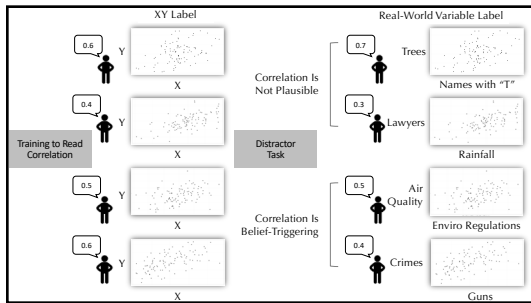 XY Label
Real-World Variable Label
0.6
Y
X
0.4
Y
X
Training to Read
Correlation
0.5
Y
X
0.6
Y
X
Distractor
Task
Correlation Is
Not Plausible
0.7
Trees
Names with “T”
0.3
Lawyers
Rainfall
Correlation Is
Belief-Triggering
0.5
Air
Quality
Enviro Regulations
0.4
Crimes
Guns